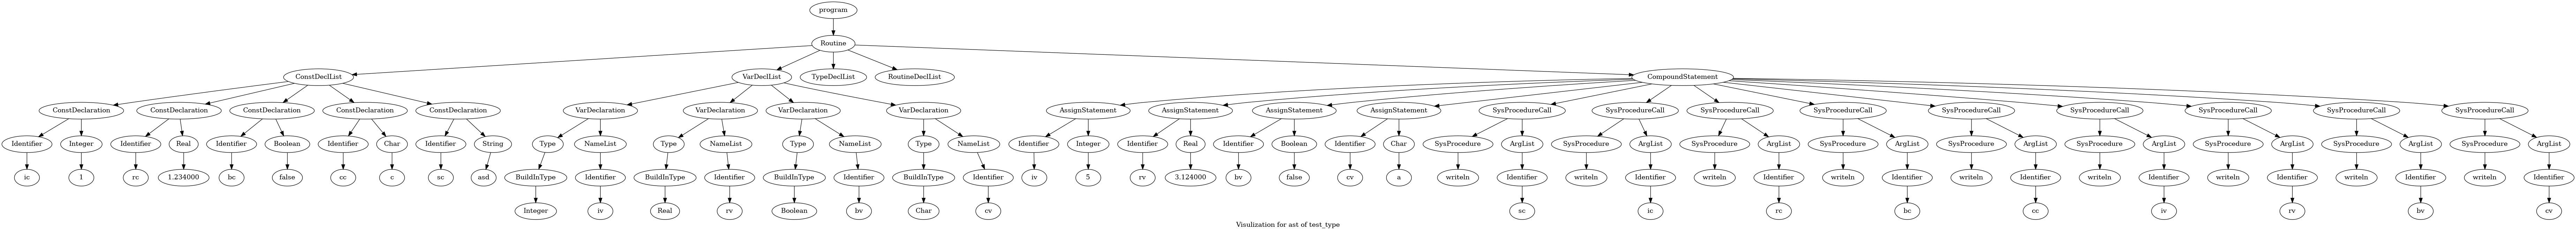 program
Routine
ConstDeclList VarDeclList TypeDeclList RoutineDeclList CompoundStatement
ConstDeclaration ConstDeclaration ConstDeclaration ConstDeclaration ConstDeclaration VarDeclaration VarDeclaration VarDeclaration VarDeclaration AssignStatement AssignStatement AssignStatement AssignStatement SysProcedureCall SysProcedureCall SysProcedureCall SysProcedureCall SysProcedureCall SysProcedureCall SysProcedureCall SysProcedureCall SysProcedureCall
Identifier Integer Identifier Real Identifier Boolean Identifier Char Identifier String Type NameList Type NameList Type NameList Type NameList Identifier Integer Identifier Real Identifier Boolean Identifier Char SysProcedure ArgList SysProcedure ArgList SysProcedure ArgList SysProcedure ArgList SysProcedure ArgList SysProcedure ArgList SysProcedure ArgList SysProcedure ArgList SysProcedure ArgList
ic 1 rc 1.234000 bc false cc c sc asd BuildInType Identifier BuildInType Identifier BuildInType Identifier BuildInType Identifier iv 5 rv 3.124000 bv false cv a writeln Identifier writeln Identifier writeln Identifier writeln Identifier writeln Identifier writeln Identifier writeln Identifier writeln Identifier writeln Identifier
Integer iv Real rv Boolean bv Char cv sc ic rc bc cc iv rv bv cv
Visulization for ast of test_type